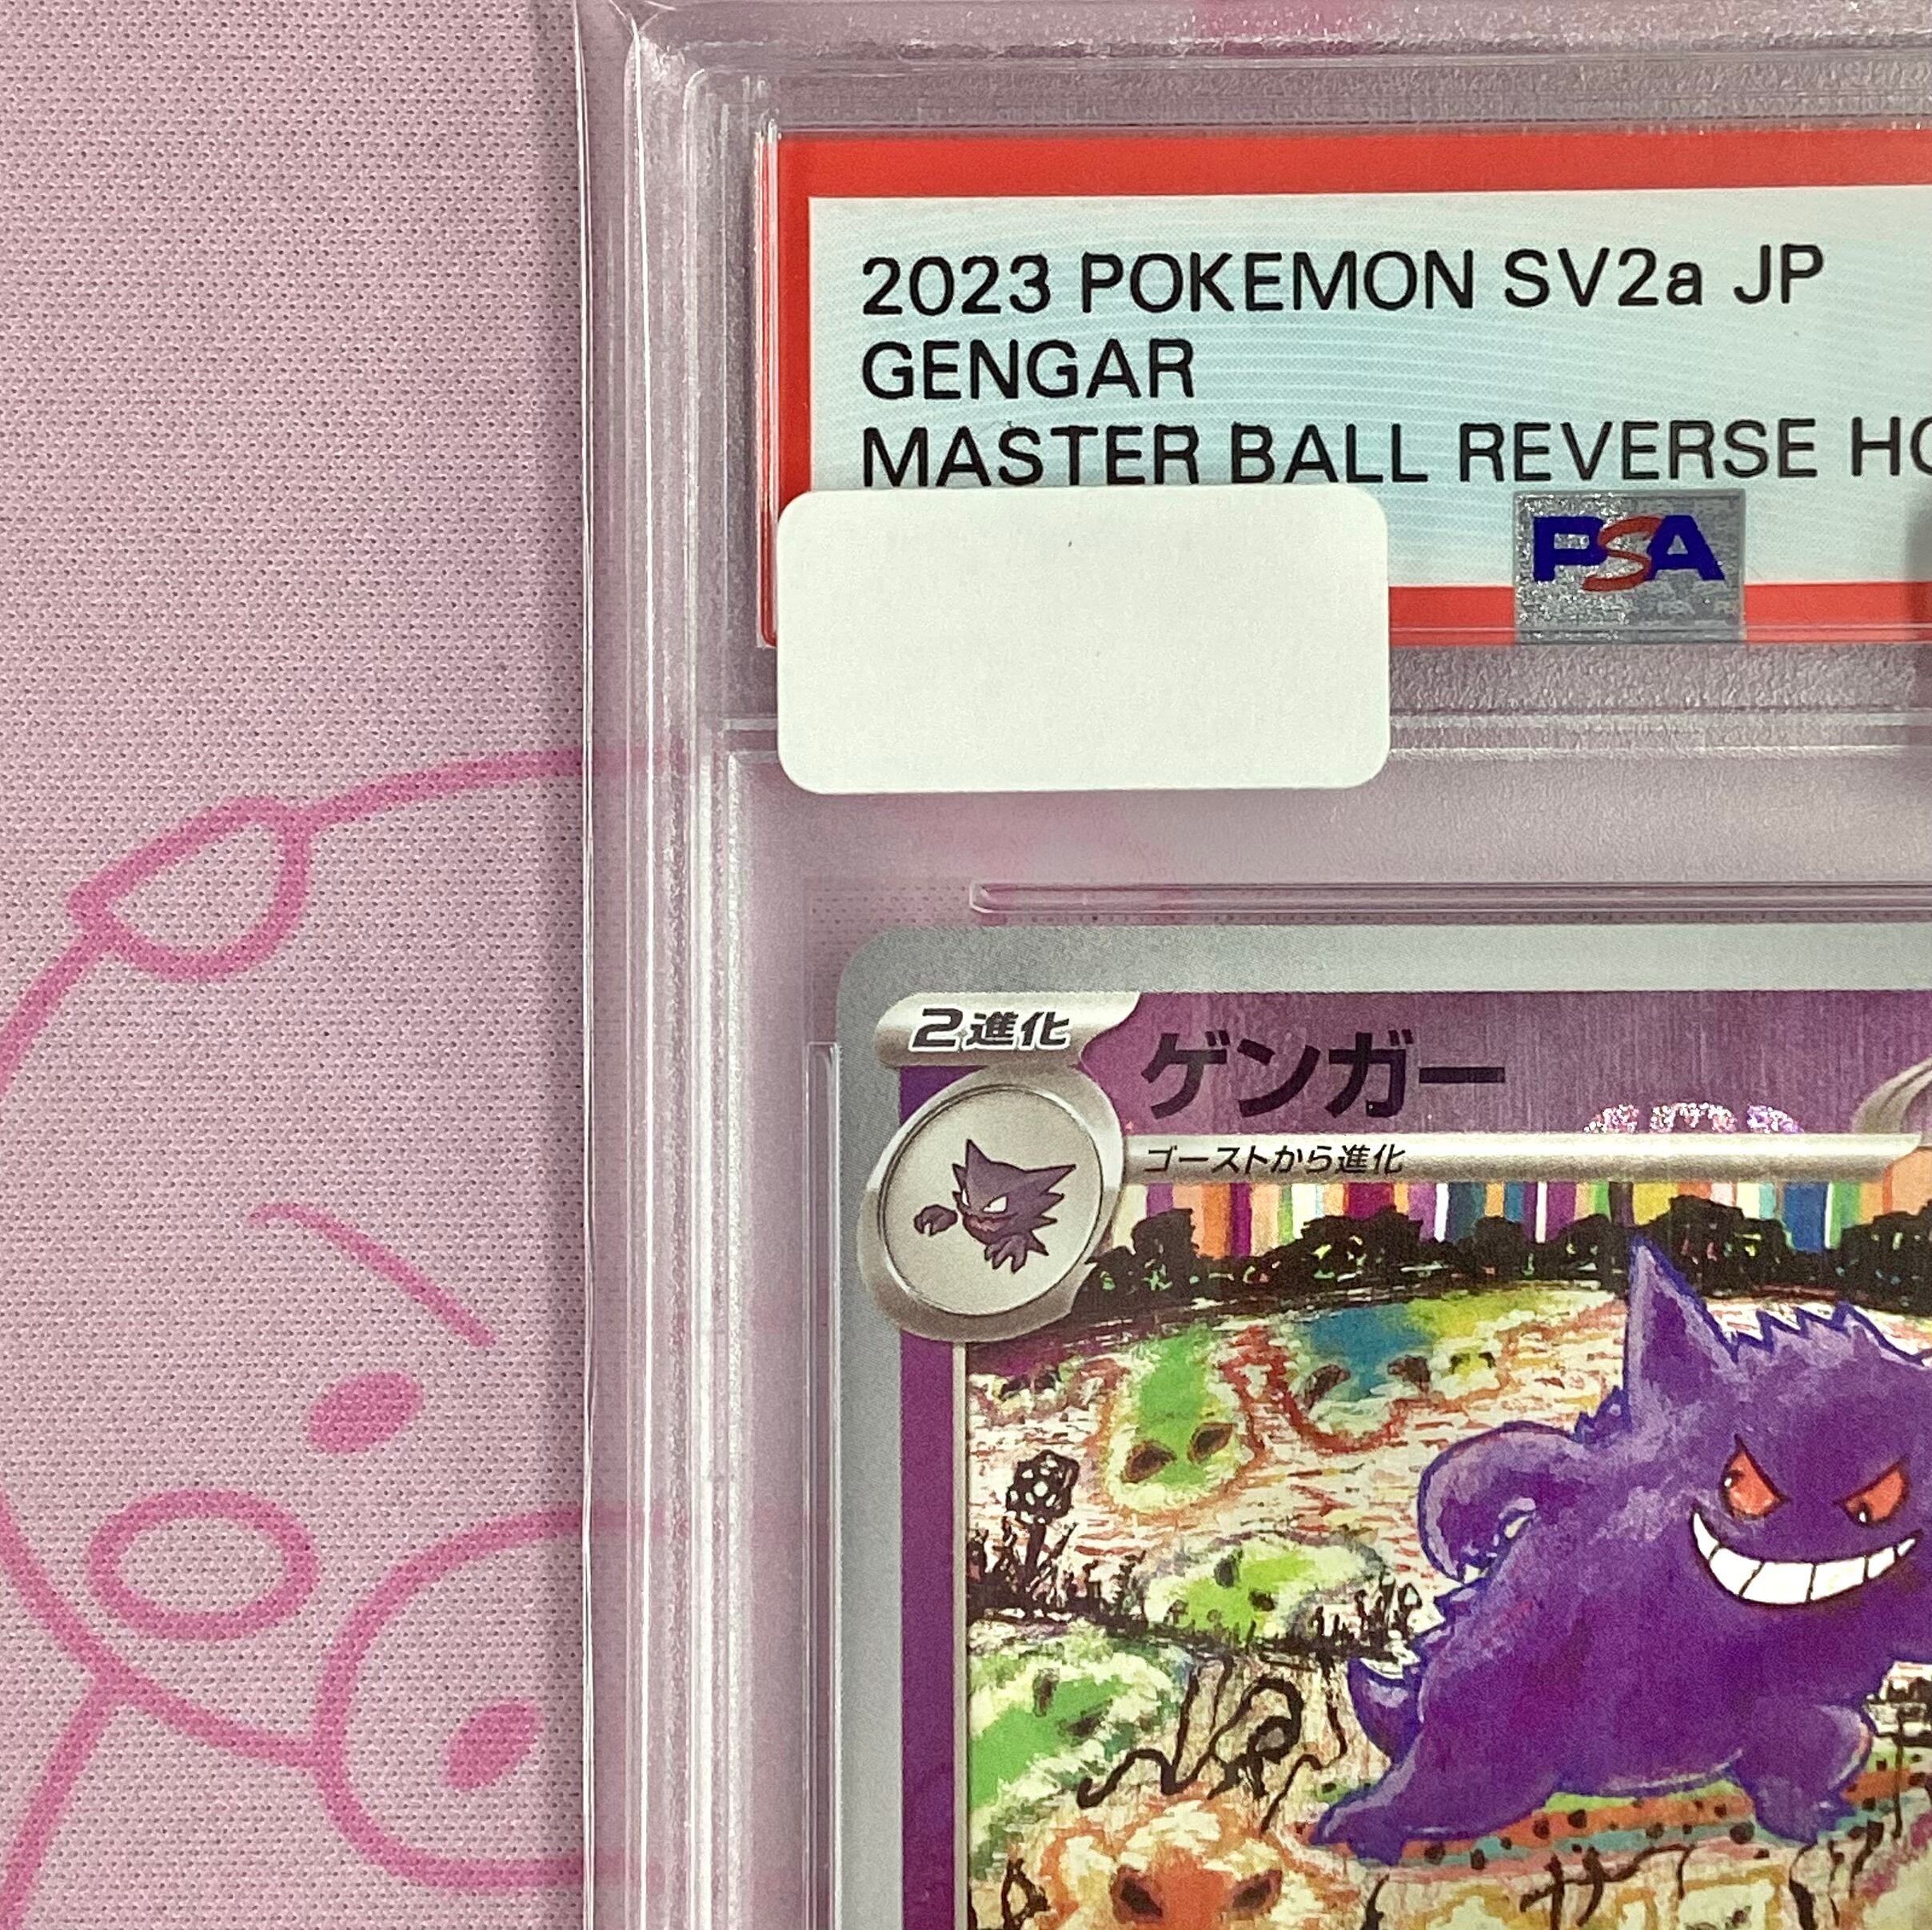 2023 POKEMON SV2a JP
GENGAR
MASTER BALL REVERSE
PSA
2進化
ゲンガー
ゴーストから進化